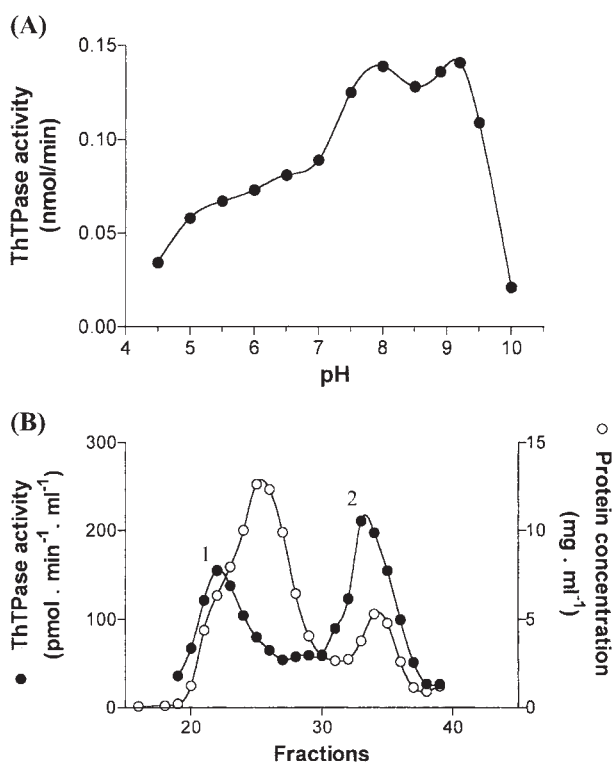 (A)
ThTPase activity
(nmol/min)
0.15
0.10
0.05
0.00
4 5 6 7 8 9 10
pH
(B)
● ThTPase activity
(pmol . min⁻¹ . ml⁻¹)
300
200
100
0
1
2
15
10
5
0
○ Protein concentration
(mg . ml⁻¹)
20 30 40
Fractions